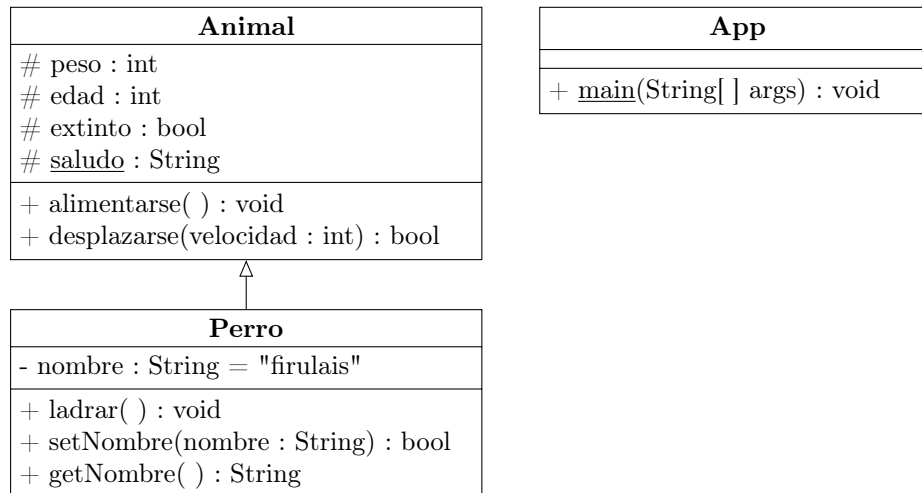 Animal
# peso : int
# edad : int
# extinto : bool
# saludo : String
+ alimentarse( ) : void
+ desplazarse(velocidad : int) : bool
Perro
- nombre : String = "firulais"
+ ladrar( ) : void
+ setNombre(nombre : String) : bool
+ getNombre( ) : String
App
+ main(String[ ] args) : void